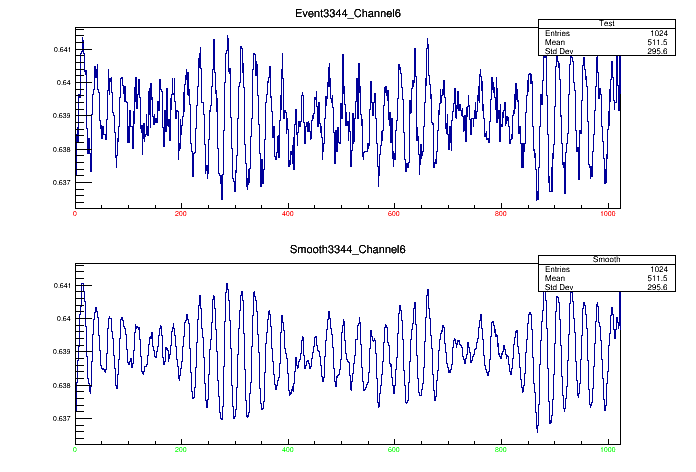 Event3344_Channel6
Test
Entries 1024
Mean 511.5
Std Dev 295.6
0.641
0.64
0.639
0.638
0.637
0 200 400 600 800 1000
Smooth3344_Channel6
Smooth
Entries 1024
Mean 511.5
Std Dev 295.6
0.641
0.64
0.639
0.638
0.637
0 200 400 600 800 1000